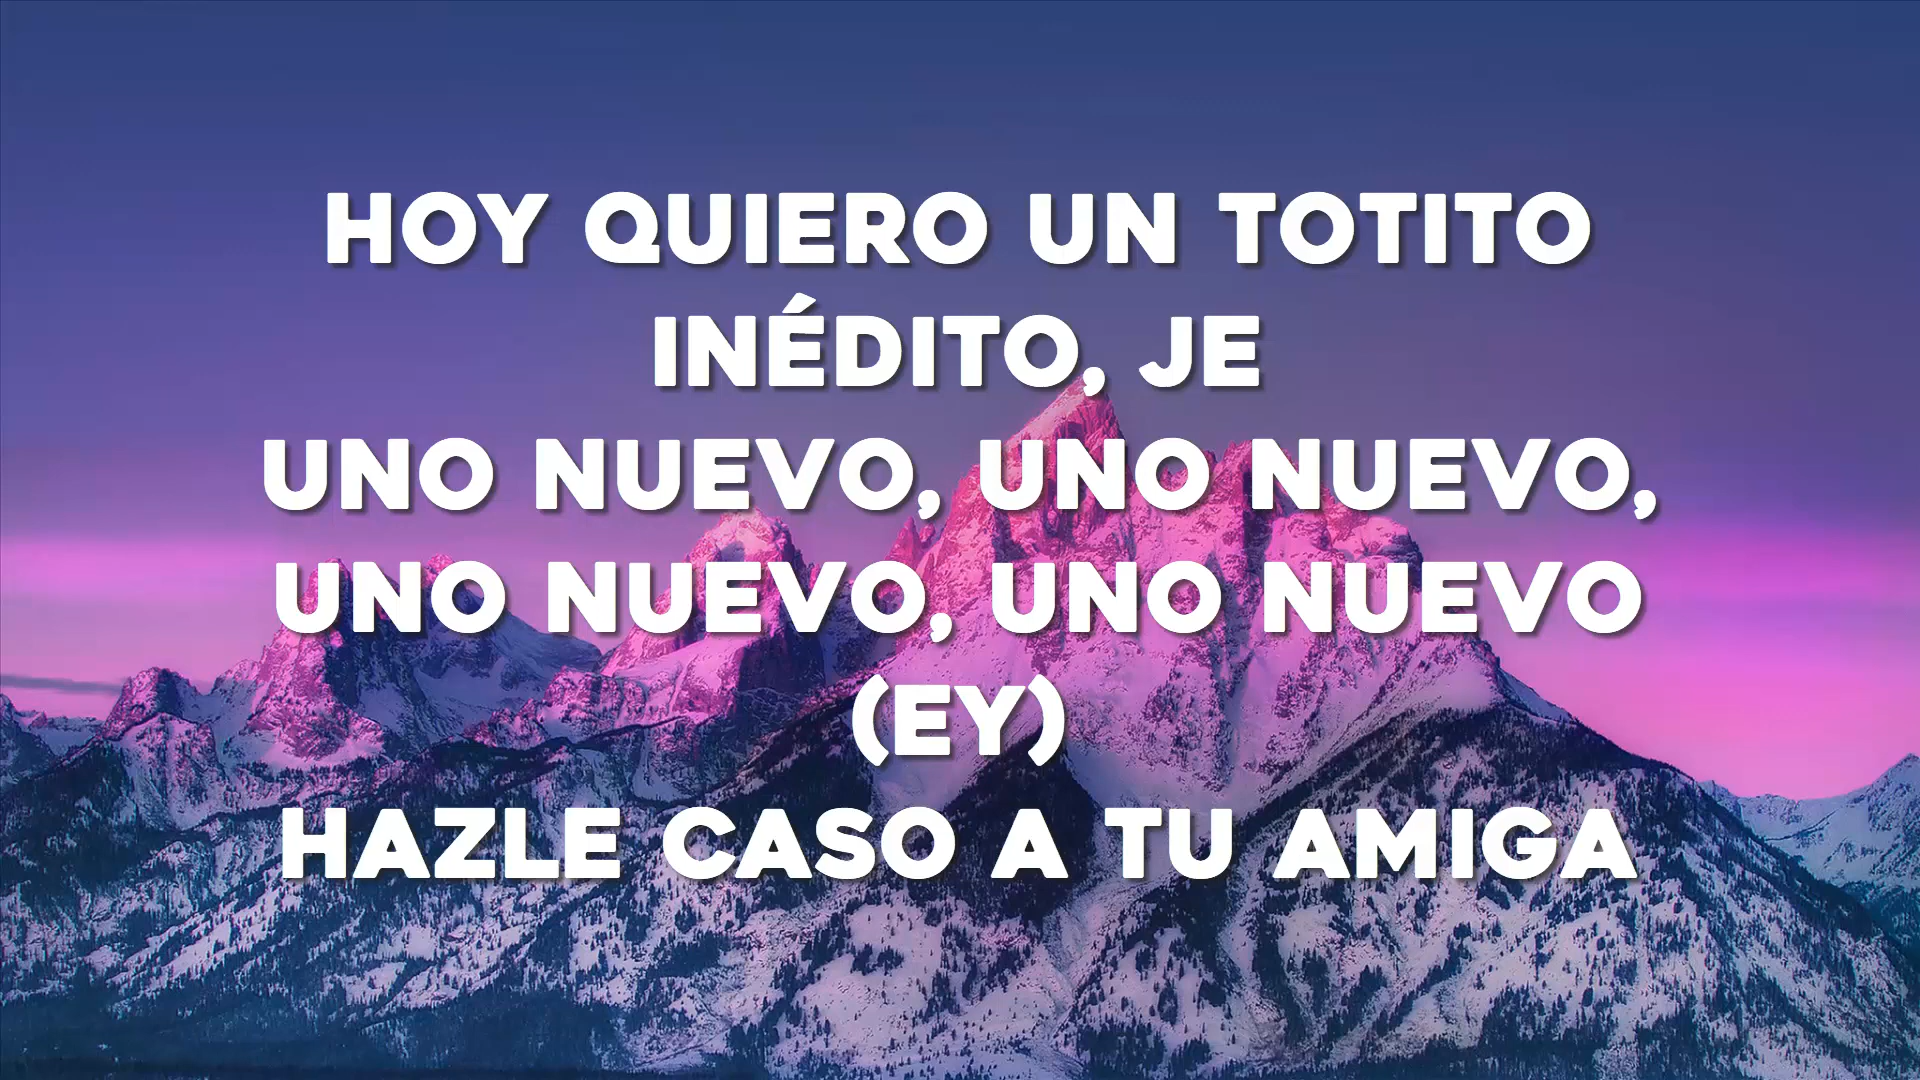 HOY QUIERO UN TOTITO
INÉDITO, JE
UNO NUEVO, UNO NUEVO,
UNO NUEVO, UNO NUEVO
(EY)
HAZLE CASO A TU AMIGA